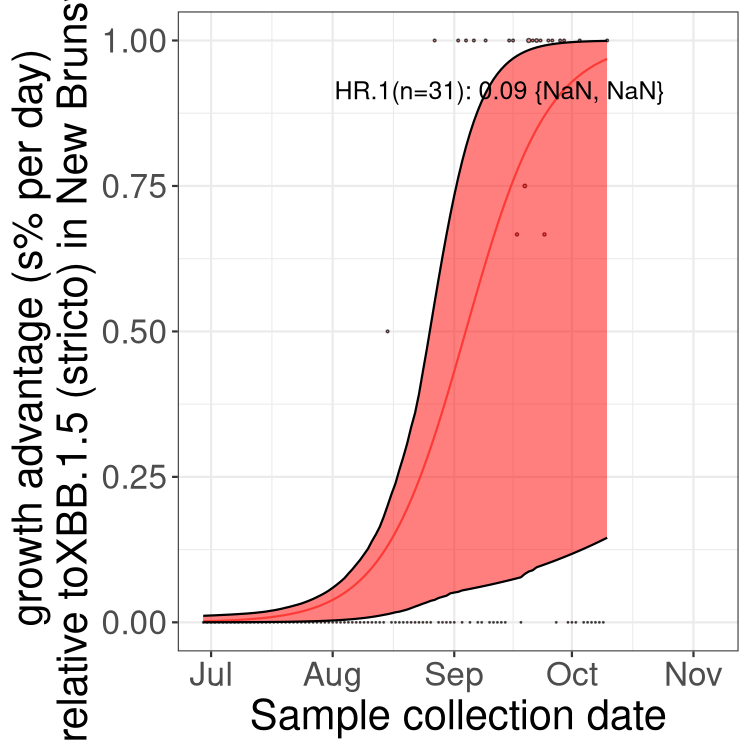 growth advantage (s% per day)
relative toXBB.1.5 (stricto) in New
1.00
0.75
0.50
0.25
0.00
HR.1(n=31): 0.09 {NaN, NaN}
Jul Aug Sep Oct Nov
Sample collection date